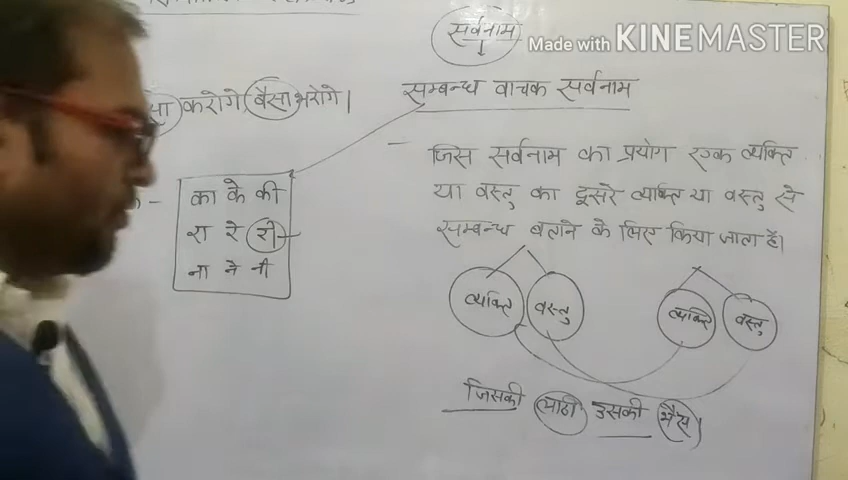 सर्वनाम
Made with KINEMASTER
सम्बन्ध वाचक सर्वनाम
करोगे वैसा भरोगे।
जिस सर्वनाम का प्रयोग एक व्यक्ति
या वस्तु का दूसरे व्यक्ति या वस्तु से
सम्बन्ध बताने के लिए किया जाता है।
का के की
रा रे री
ना ने नी
व्यक्ति वस्तु व्यक्ति वस्तु
जिसकी लाठी उसकी भैंस।